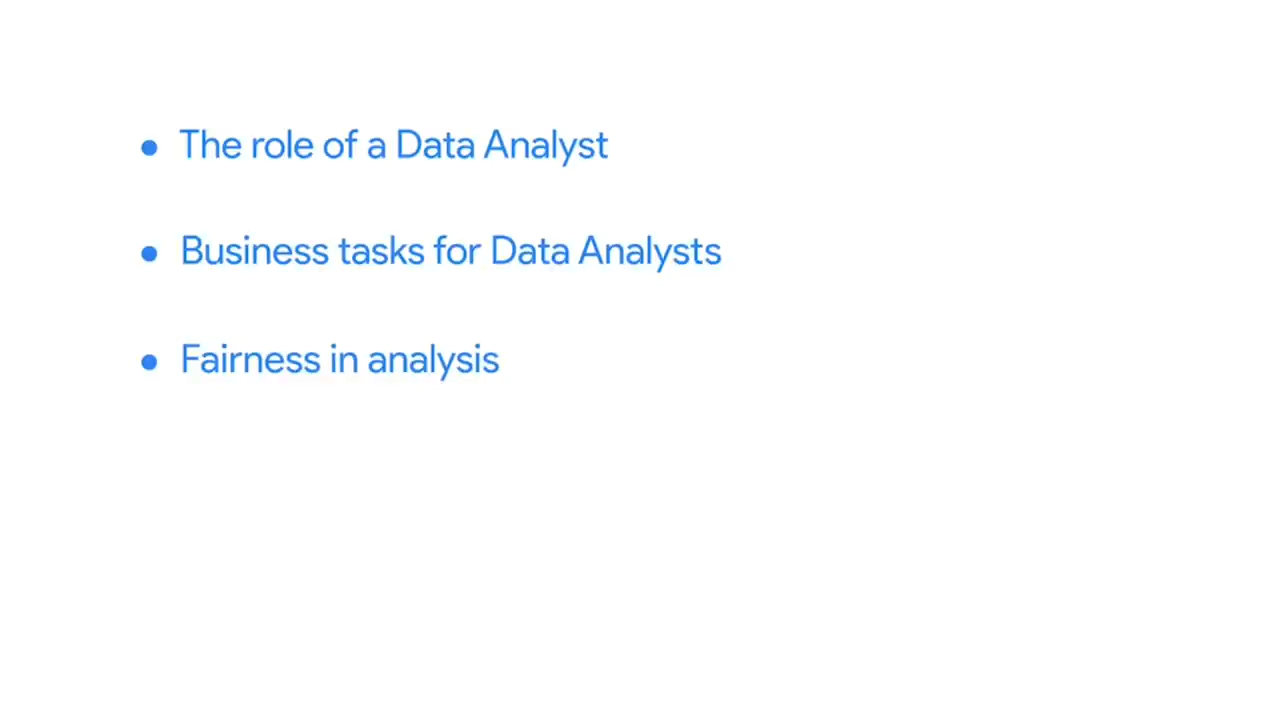 • The role of a Data Analyst
• Business tasks for Data Analysts
• Fairness in analysis